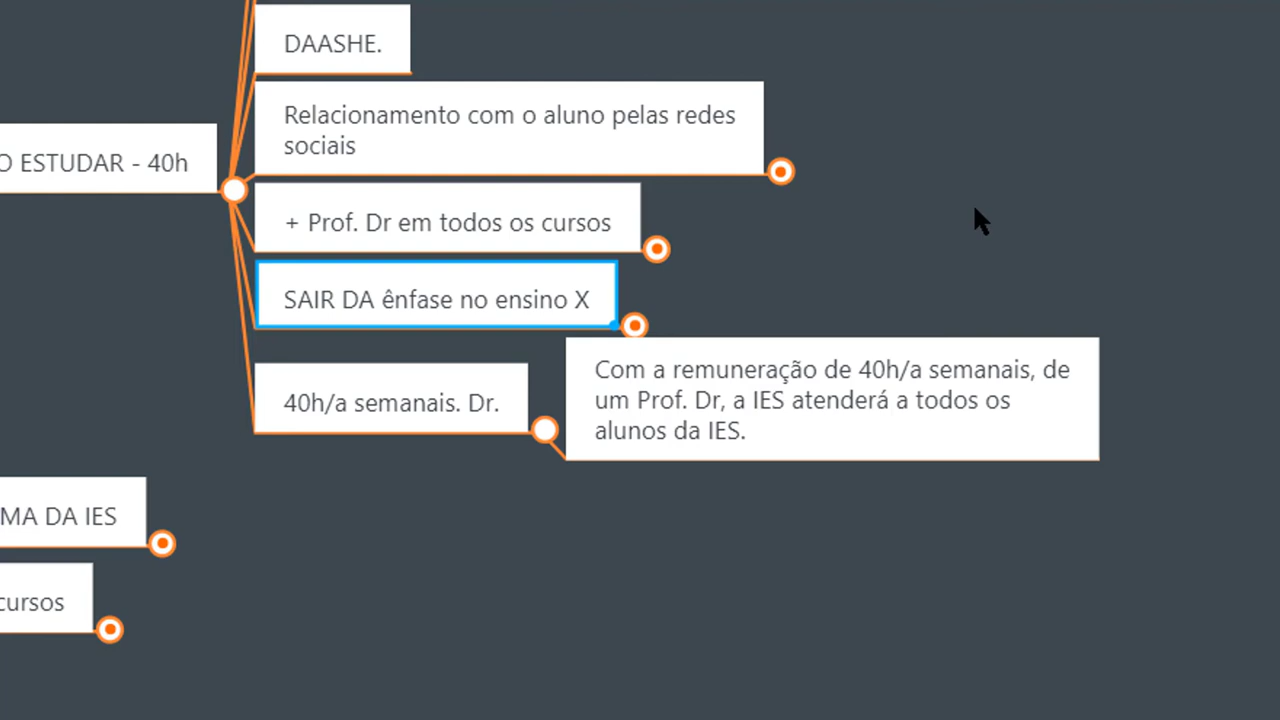 DAASHE.
Relacionamento com o aluno pelas redes
sociais
O ESTUDAR - 40h
+ Prof. Dr em todos os cursos
SAIR DA ênfase no ensino X
40h/a semanais. Dr.
Com a remuneração de 40h/a semanais, de
um Prof. Dr, a IES atenderá a todos os
alunos da IES.
MA DA IES
cursos